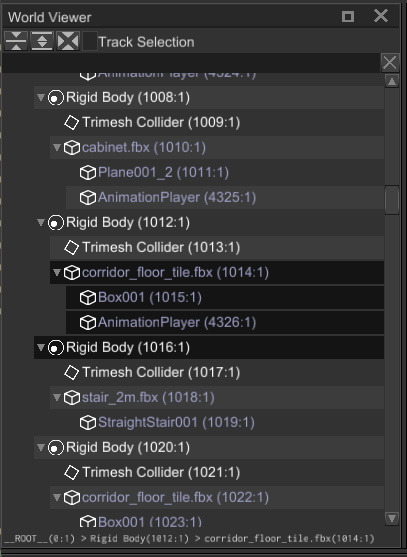 World Viewer
Track Selection
AnimationPlayer (4324:1)
Rigid Body (1008:1)
Trimesh Collider (1009:1)
cabinet.fbx (1010:1)
Plane001_2 (1011:1)
AnimationPlayer (4325:1)
Rigid Body (1012:1)
Trimesh Collider (1013:1)
corridor_floor_tile.fbx (1014:1)
Box001 (1015:1)
AnimationPlayer (4326:1)
Rigid Body (1016:1)
Trimesh Collider (1017:1)
stair_2m.fbx (1018:1)
StraightStair001 (1019:1)
Rigid Body (1020:1)
Trimesh Collider (1021:1)
corridor_floor_tile.fbx (1022:1)
Box001 (1023:1)
__ROOT__(0:1) > Rigid Body(1012:1) > corridor_floor_tile.fbx(1014:1)